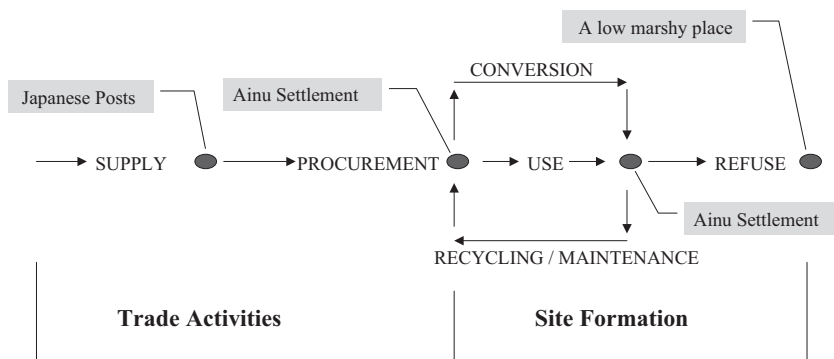 A low marshy place
CONVERSION
Japanese Posts
Ainu Settlement
SUPPLY
PROCUREMENT
USE
REFUSE
Ainu Settlement
RECYCLING / MAINTENANCE
Trade Activities
Site Formation